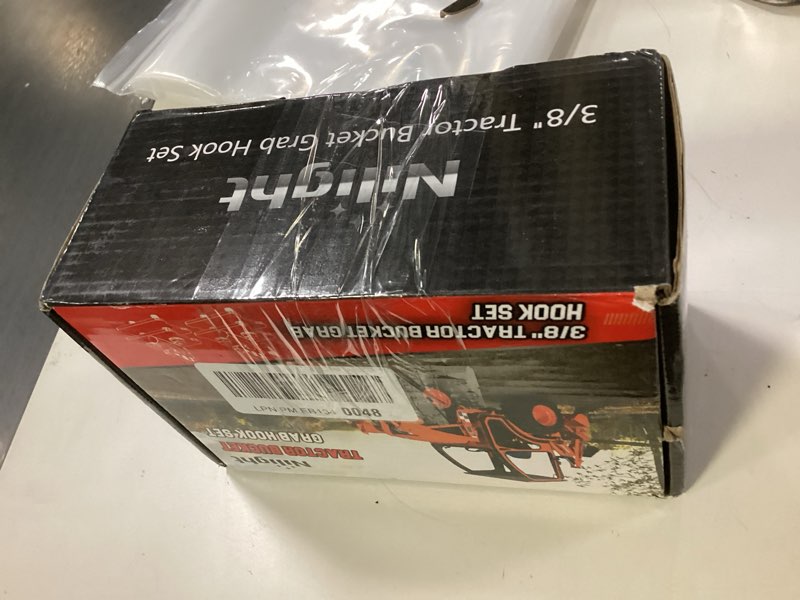 Nilight
3/8" Tractor Bucket Grab Hook Set
Nilight
TRACTOR BUCKET
GRAB HOOK SET
0048
3/8" TRACTOR BUCKET GRAB
HOOK SET